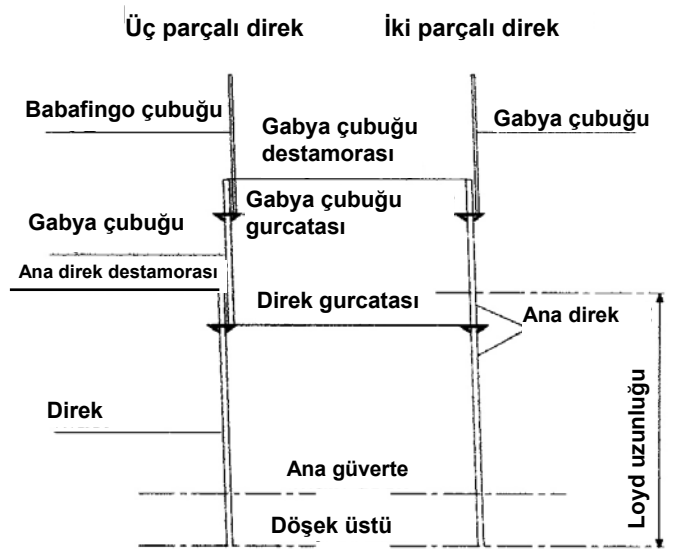 Üç parçalı direk
İki parçalı direk
Babafingo çubuğu
Gabya çubuğu
destamorası
Gabya çubuğu
Gabya çubuğu
gurcatası
Gabya çubuğu
Ana direk destamorası
Direk gurcatası
Ana direk
Direk
Loyd uzunluğu
Ana güverte
Döşek üstü